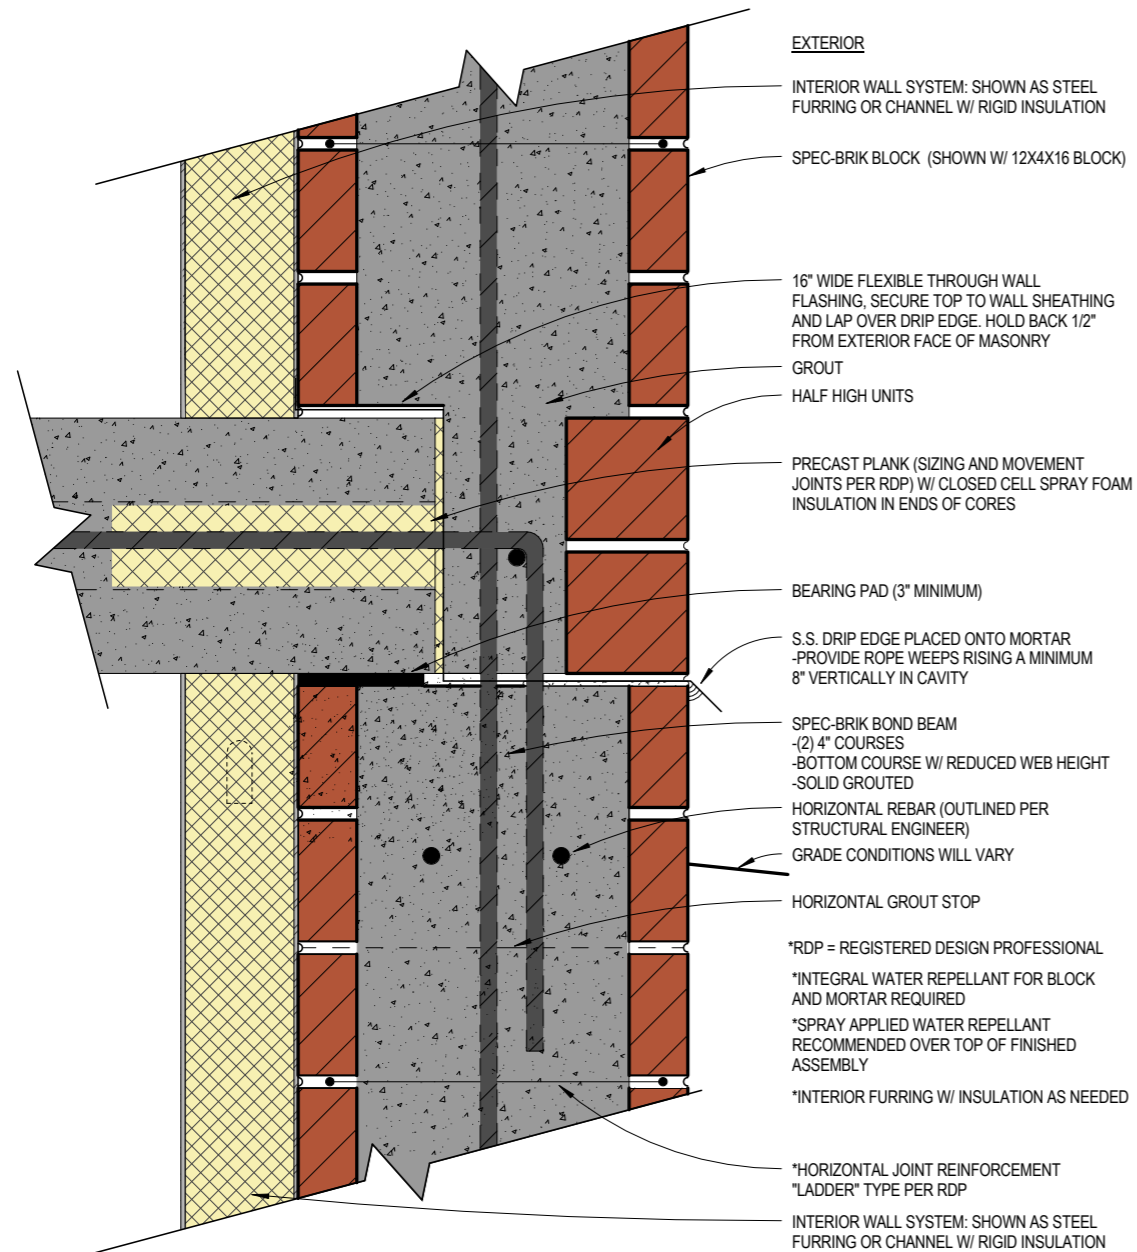 EXTERIOR
INTERIOR WALL SYSTEM: SHOWN AS STEEL
FURRING OR CHANNEL W/ RIGID INSULATION
SPEC-BRIK BLOCK (SHOWN W/ 12X4X16 BLOCK)
16" WIDE FLEXIBLE THROUGH WALL
FLASHING, SECURE TOP TO WALL SHEATHING
AND LAP OVER DRIP EDGE. HOLD BACK 1/2"
FROM EXTERIOR FACE OF MASONRY
GROUT
HALF HIGH UNITS
PRECAST PLANK (SIZING AND MOVEMENT
JOINTS PER RDP) W/ CLOSED CELL SPRAY FOAM
INSULATION IN ENDS OF CORES
BEARING PAD (3" MINIMUM)
S.S. DRIP EDGE PLACED ONTO MORTAR
-PROVIDE ROPE WEEPS RISING A MINIMUM
8" VERTICALLY IN CAVITY
SPEC-BRIK BOND BEAM
-(2) 4" COURSES
-BOTTOM COURSE W/ REDUCED WEB HEIGHT
-SOLID GROUTED
HORIZONTAL REBAR (OUTLINED PER
STRUCTURAL ENGINEER)
GRADE CONDITIONS WILL VARY
HORIZONTAL GROUT STOP
*RDP = REGISTERED DESIGN PROFESSIONAL
*INTEGRAL WATER REPELLANT FOR BLOCK
AND MORTAR REQUIRED
*SPRAY APPLIED WATER REPELLANT
RECOMMENDED OVER TOP OF FINISHED
ASSEMBLY
*INTERIOR FURRING W/ INSULATION AS NEEDED
*HORIZONTAL JOINT REINFORCEMENT
"LADDER" TYPE PER RDP
INTERIOR WALL SYSTEM: SHOWN AS STEEL
FURRING OR CHANNEL W/ RIGID INSULATION